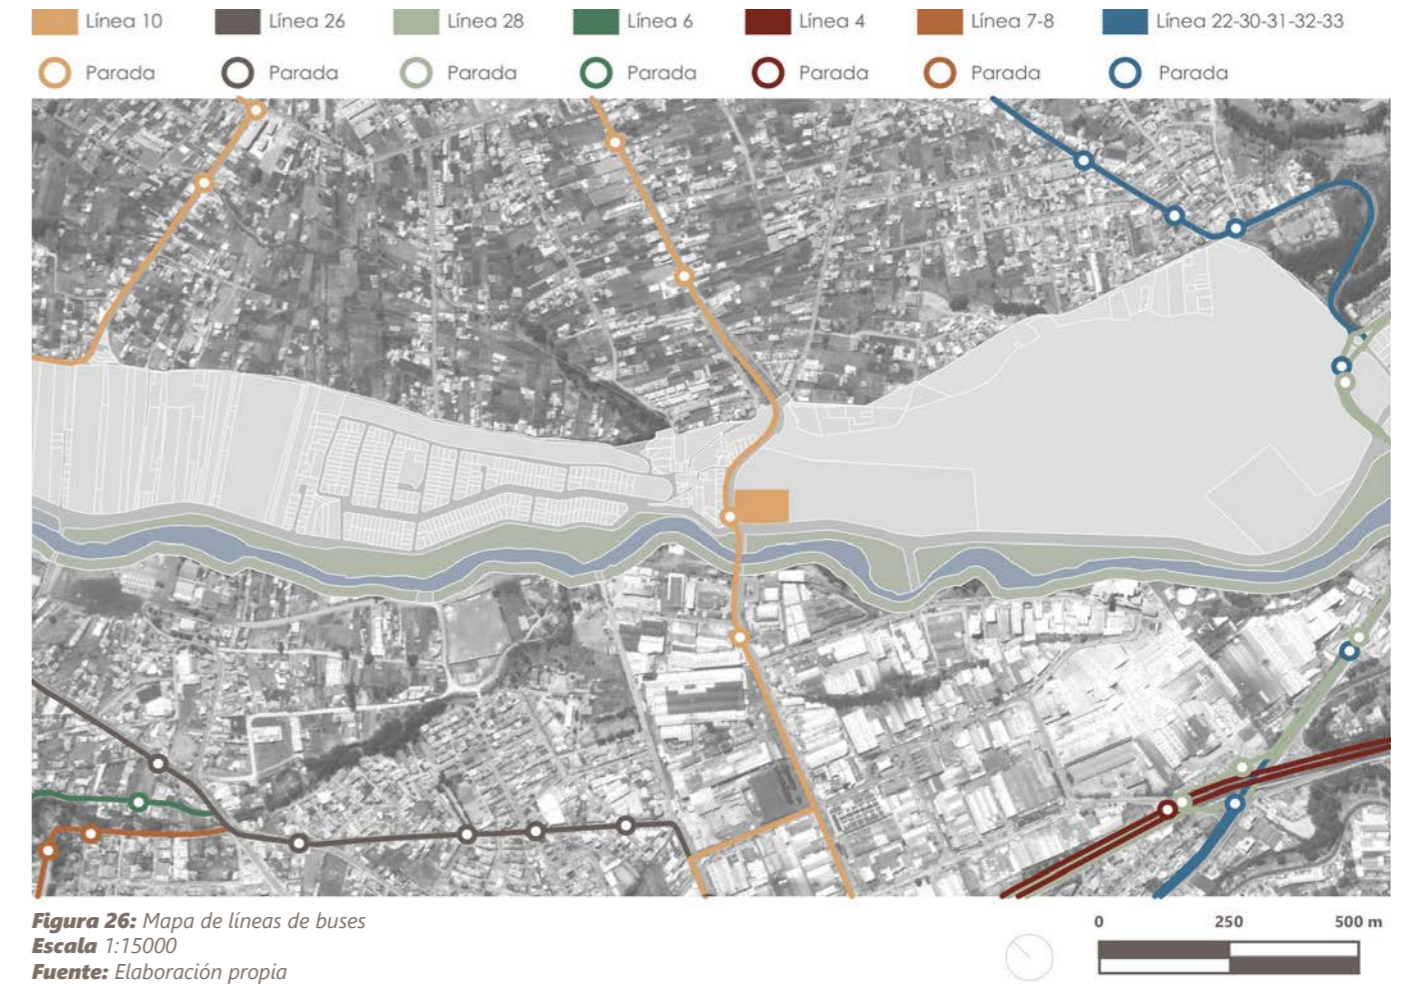 Línea 10 Línea 26 Línea 28 Línea 6 Línea 4 Línea 7-8 Línea 22-30-31-32-33
Parada Parada Parada Parada Parada Parada Parada
Figura 26: Mapa de líneas de buses
Escala 1:15000
Fuente: Elaboración propia
0 250 500 m